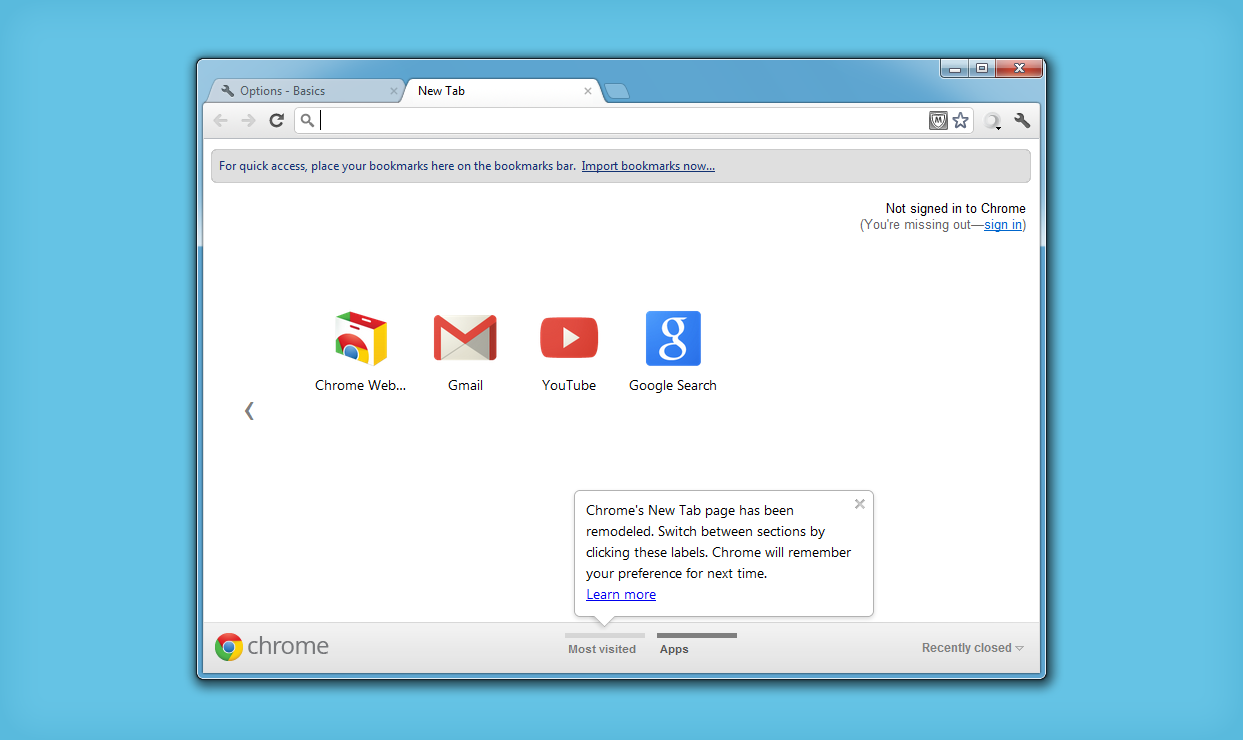 Options - Basics
New Tab
For quick access, place your bookmarks here on the bookmarks bar. Import bookmarks now...
Not signed in to Chrome
(You're missing out—sign in)
Chrome Web...
Gmail
YouTube
Google Search
Chrome's New Tab page has been
remodeled. Switch between sections by
clicking these labels. Chrome will remember
your preference for next time.
Learn more
chrome
Most visited
Apps
Recently closed